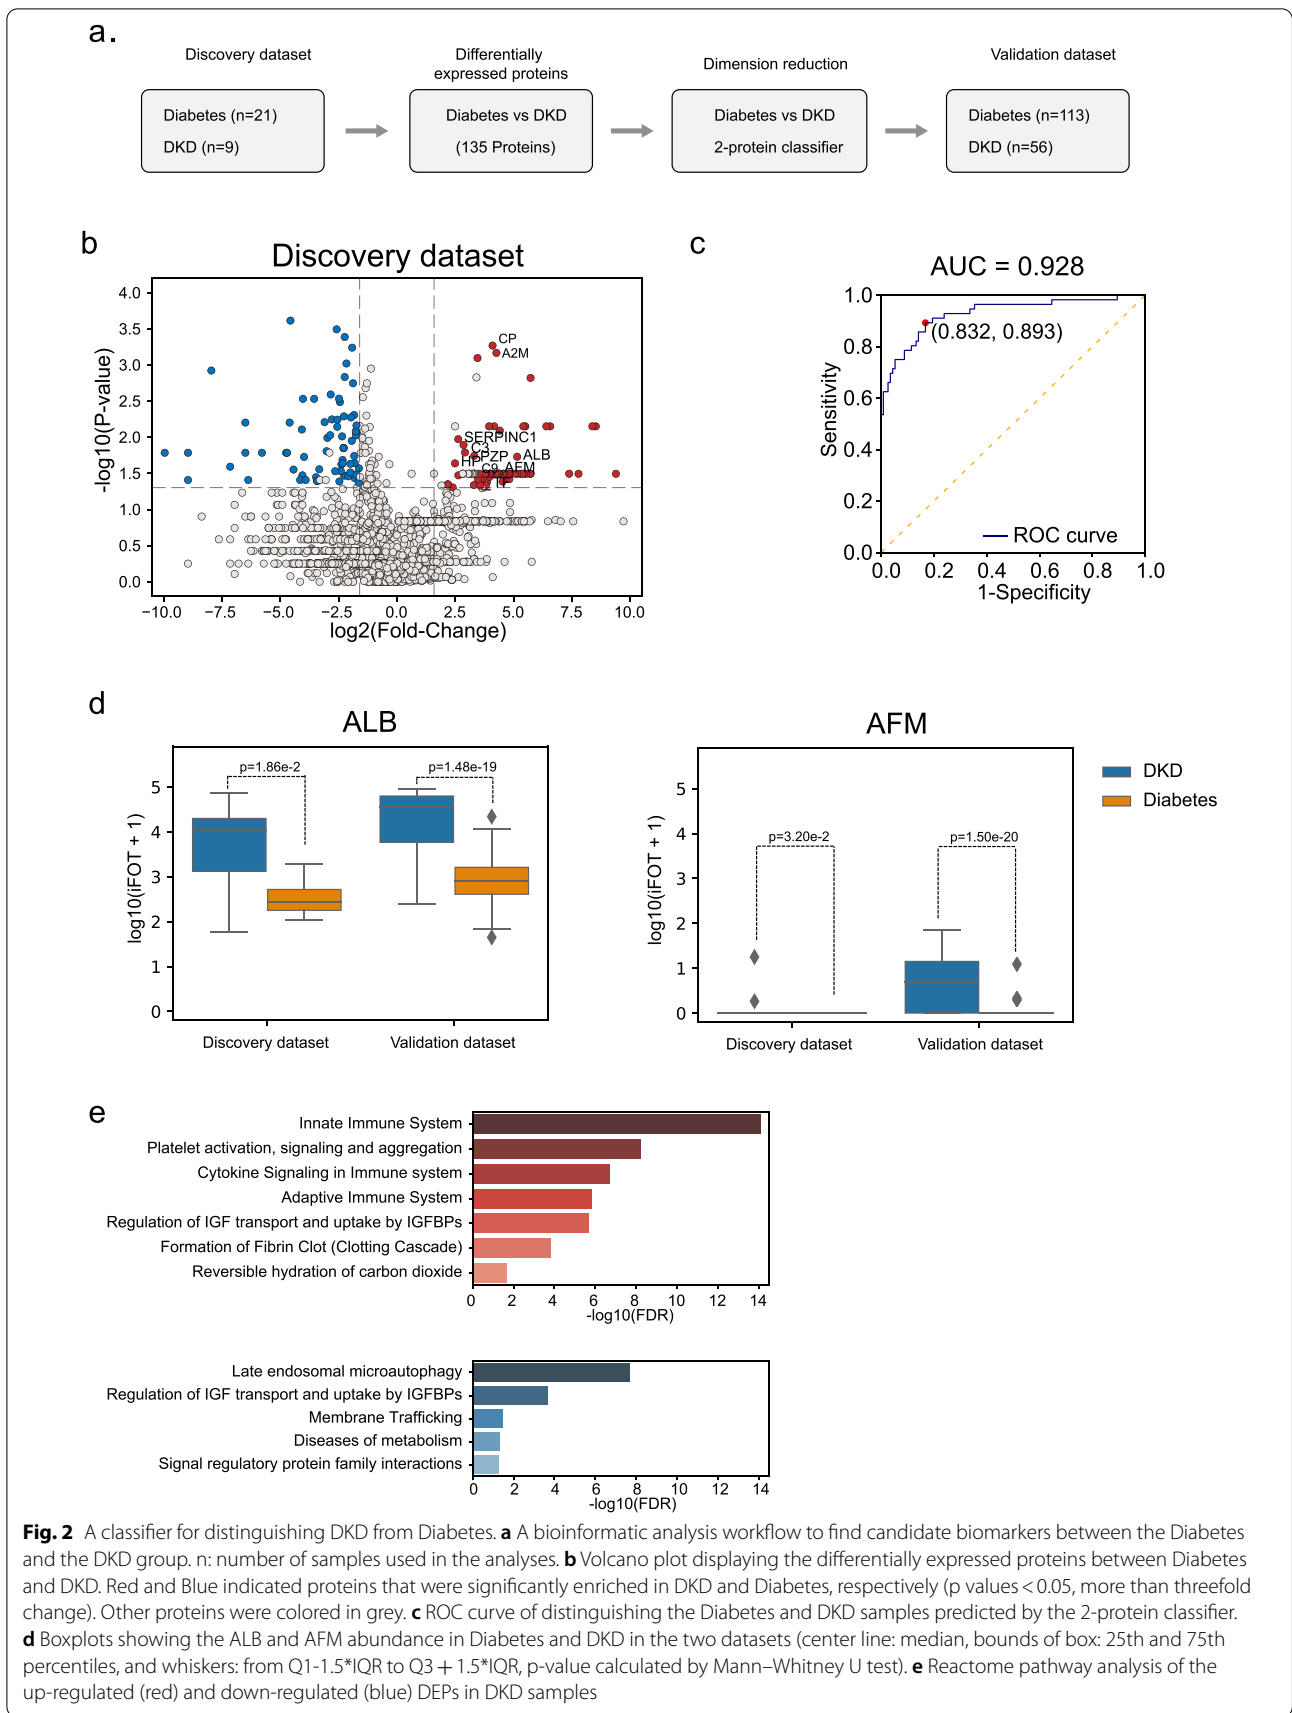 a.
Discovery dataset
Diabetes (n=21)
DKD (n=9)
Differentially
expressed proteins
Diabetes vs DKD
(135 Proteins)
Dimension reduction
Diabetes vs DKD
2-protein classifier
Validation dataset
Diabetes (n=113)
DKD (n=56)
b
Discovery dataset
-log10(P-value)
4.0
3.5
3.0
2.5
2.0
1.5
1.0
0.5
0.0
CP
A2M
SERPINC1
C3
PZP
ALB
HP
C9
AFM
TF
−10.0 −7.5 −5.0 −2.5 0.0 2.5 5.0 7.5 10.0
log2(Fold-Change)
c
AUC = 0.928
Sensitivity
1.0
0.8
0.6
0.4
0.2
0.0
(0.832, 0.893)
ROC curve
0.0 0.2 0.4 0.6 0.8 1.0
1-Specificity
d
ALB
log10(iFOT + 1)
5
4
3
2
1
0
p=1.86e-2
p=1.48e-19
Discovery dataset
Validation dataset
AFM
log10(iFOT + 1)
5
4
3
2
1
0
p=3.20e-2
p=1.50e-20
Discovery dataset
Validation dataset
DKD
Diabetes
e
Innate Immune System
Platelet activation, signaling and aggregation
Cytokine Signaling in Immune system
Adaptive Immune System
Regulation of IGF transport and uptake by IGFBPs
Formation of Fibrin Clot (Clotting Cascade)
Reversible hydration of carbon dioxide
0 2 4 6 8 10 12 14
-log10(FDR)
Late endosomal microautophagy
Regulation of IGF transport and uptake by IGFBPs
Membrane Trafficking
Diseases of metabolism
Signal regulatory protein family interactions
0 2 4 6 8 10 12 14
-log10(FDR)
Fig. 2 A classifier for distinguishing DKD from Diabetes. a A bioinformatic analysis workflow to find candidate biomarkers between the Diabetes
and the DKD group. n: number of samples used in the analyses. b Volcano plot displaying the differentially expressed proteins between Diabetes
and DKD. Red and Blue indicated proteins that were significantly enriched in DKD and Diabetes, respectively (p values < 0.05, more than threefold
change). Other proteins were colored in grey. c ROC curve of distinguishing the Diabetes and DKD samples predicted by the 2-protein classifier.
d Boxplots showing the ALB and AFM abundance in Diabetes and DKD in the two datasets (center line: median, bounds of box: 25th and 75th
percentiles, and whiskers: from Q1-1.5*IQR to Q3 + 1.5*IQR, p-value calculated by Mann–Whitney U test). e Reactome pathway analysis of the
up-regulated (red) and down-regulated (blue) DEPs in DKD samples